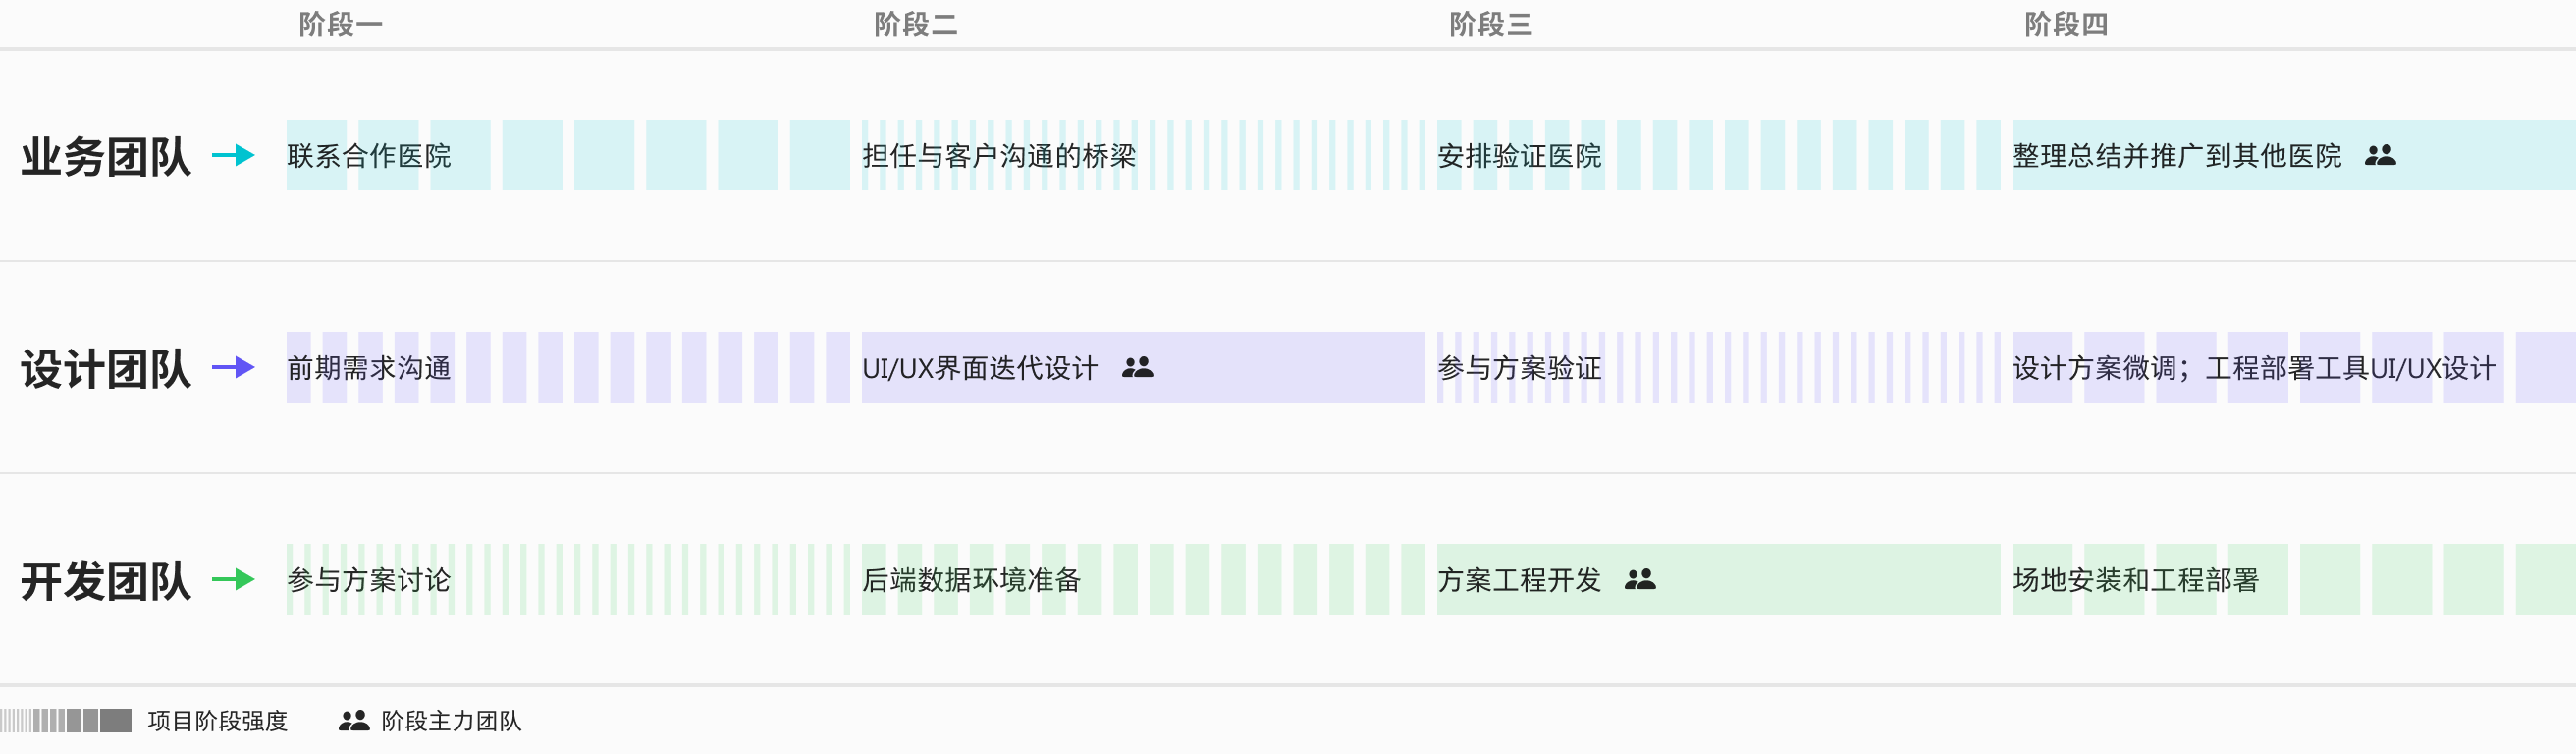 阶段一 阶段二 阶段三 阶段四
业务团队 联系合作医院 担任与客户沟通的桥梁 安排验证医院 整理总结并推广到其他医院
设计团队 前期需求沟通 UI/UX界面迭代设计 参与方案验证 设计方案微调；工程部署工具UI/UX设计
开发团队 参与方案讨论 后端数据环境准备 方案工程开发 场地安装和工程部署
项目阶段强度 阶段主力团队